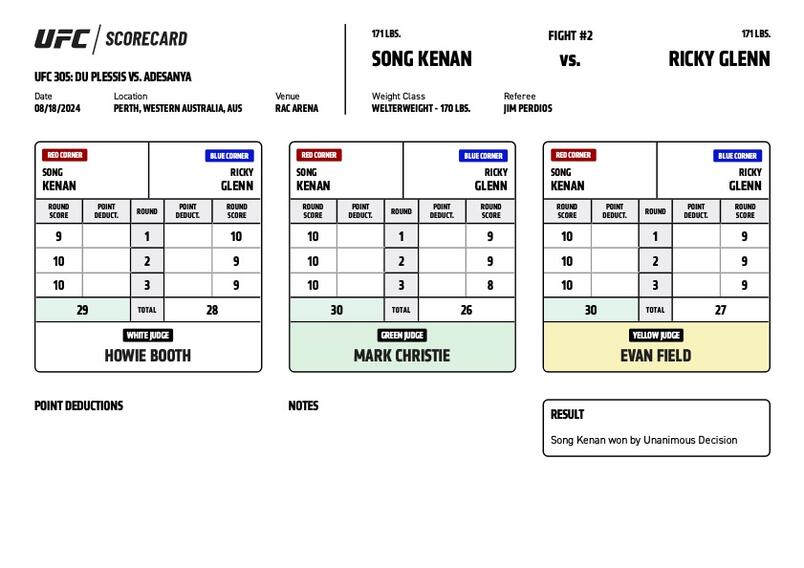 UFC / SCORECARD
UFC 305: DU PLESSIS VS. ADESANYA
Date Location Venue
08/18/2024 PERTH, WESTERN AUSTRALIA, AUS RAC ARENA
171 LBS. FIGHT #2 171 LBS.
SONG KENAN VS. RICKY GLENN
Weight Class Referee
WELTERWEIGHT - 170 LBS. JIM PERDIOS
RED CORNER BLUE CORNER
SONG RICKY
KENAN GLENN
ROUND SCORE POINT DEDUCT. ROUND POINT DEDUCT. ROUND SCORE
9 1 10
10 2 9
10 3 9
29 TOTAL 28
WHITE JUDGE
HOWIE BOOTH
RED CORNER BLUE CORNER
SONG RICKY
KENAN GLENN
ROUND SCORE POINT DEDUCT. ROUND POINT DEDUCT. ROUND SCORE
10 1 9
10 2 9
10 3 8
30 TOTAL 26
GREEN JUDGE
MARK CHRISTIE
RED CORNER BLUE CORNER
SONG RICKY
KENAN GLENN
ROUND SCORE POINT DEDUCT. ROUND POINT DEDUCT. ROUND SCORE
10 1 9
10 2 9
10 3 9
30 TOTAL 27
YELLOW JUDGE
EVAN FIELD
POINT DEDUCTIONS
NOTES
RESULT
Song Kenan won by Unanimous Decision